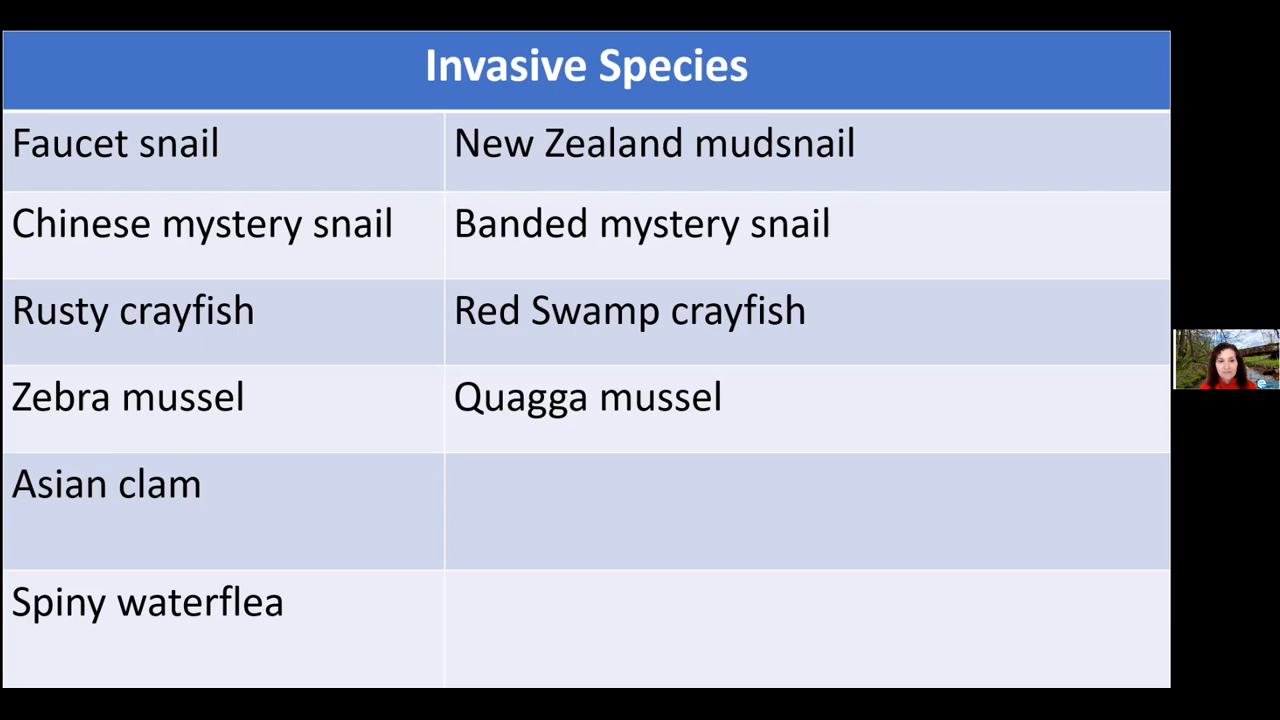 Invasive Species
Faucet snail
New Zealand mudsnail
Chinese mystery snail
Banded mystery snail
Rusty crayfish
Red Swamp crayfish
Zebra mussel
Quagga mussel
Asian clam
Spiny waterflea